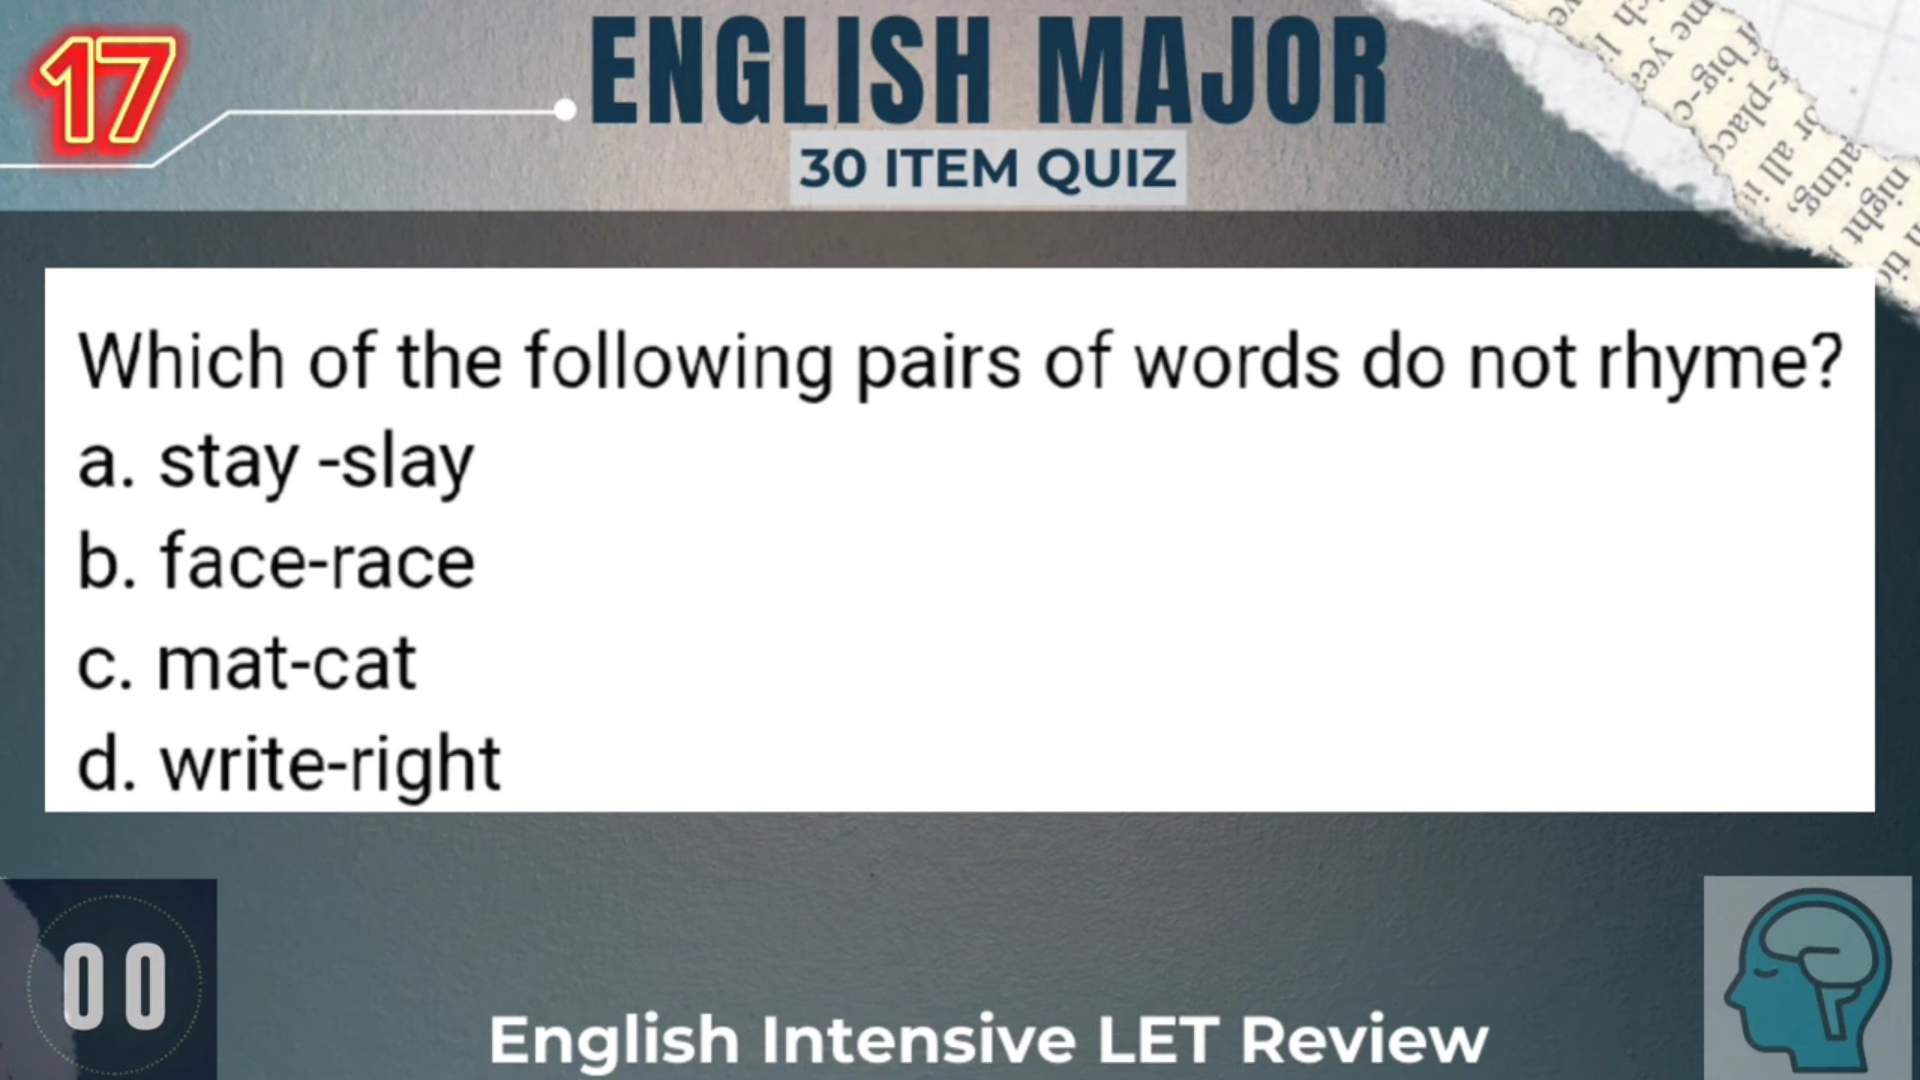 17
ENGLISH MAJOR
30 ITEM QUIZ
Which of the following pairs of words do not rhyme?
a. stay -slay
b. face-race
c. mat-cat
d. write-right
00
English Intensive LET Review